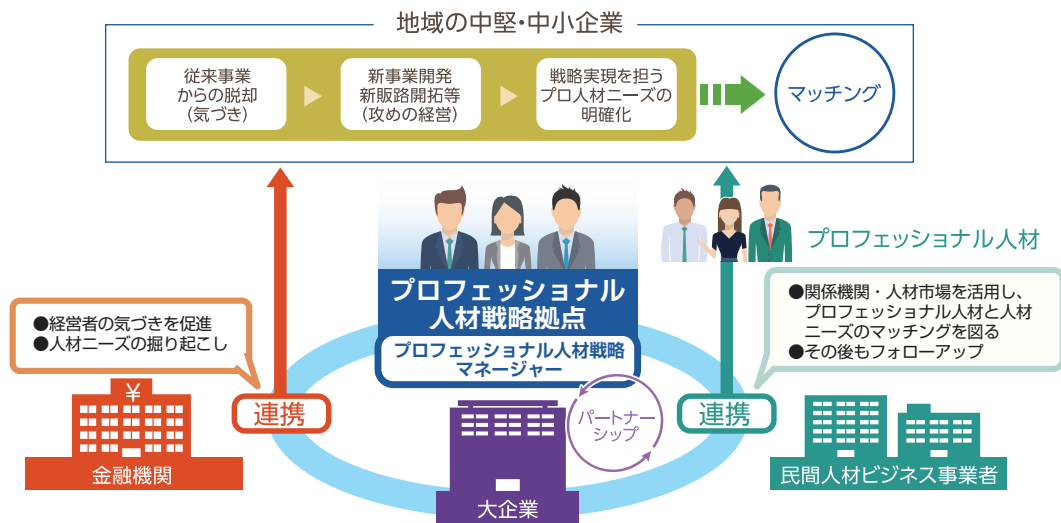 地域の中堅・中小企業
従来事業
からの脱却
（気づき）
新事業開発
新販路開拓等
（攻めの経営）
戦略実現を担う
プロ人材ニーズの
明確化
マッチング
プロフェッショナル人材
プロフェッショナル
人材戦略拠点
プロフェッショナル人材戦略
マネージャー
●経営者の気づきを促進
●人材ニーズの掘り起こし
●関係機関・人材市場を活用し、
プロフェッショナル人材と人材
ニーズのマッチングを図る
●その後もフォローアップ
連携
パートナー
シップ
連携
¥
金融機関
大企業
民間人材ビジネス事業者